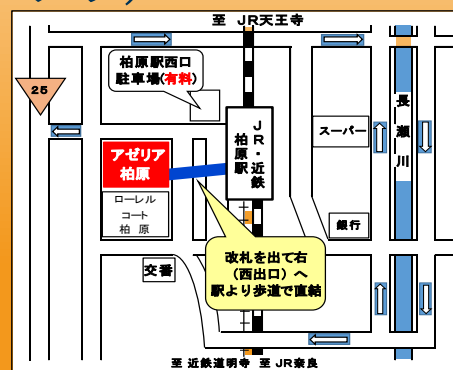 至 JR天王寺
柏原駅西口
駐車場(有料)
25
JR・近鉄
柏原駅
スーパー
長瀬川
アゼリア
柏原
ローレル
コート
柏原
銀行
改札を出て右
(西出口)へ
駅より歩道で直結
交番
至 近鉄道明寺 至 JR奈良